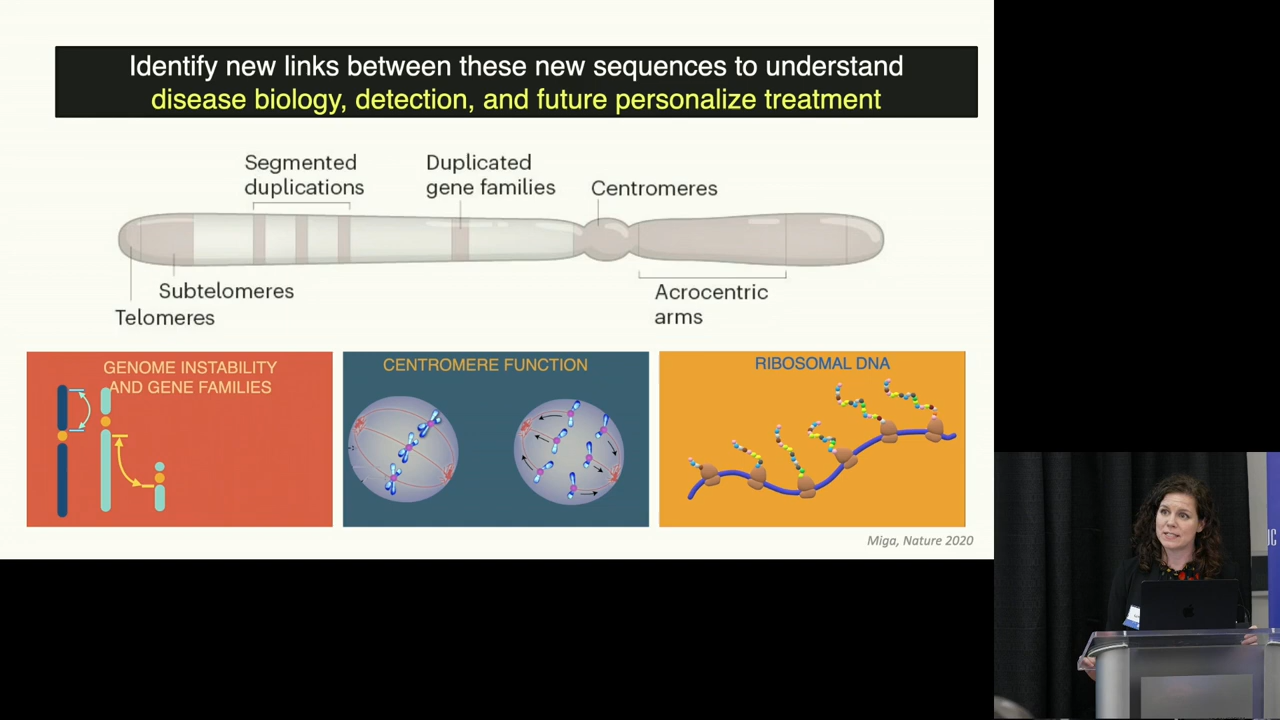 Identify new links between these new sequences to understand
disease biology, detection, and future personalize treatment
Segmented
duplications
Duplicated
gene families
Centromeres
Subtelomeres
Telomeres
Acrocentric
arms
GENOME INSTABILITY
AND GENE FAMILIES
CENTROMERE FUNCTION
RIBOSOMAL DNA
Miga, Nature 2020